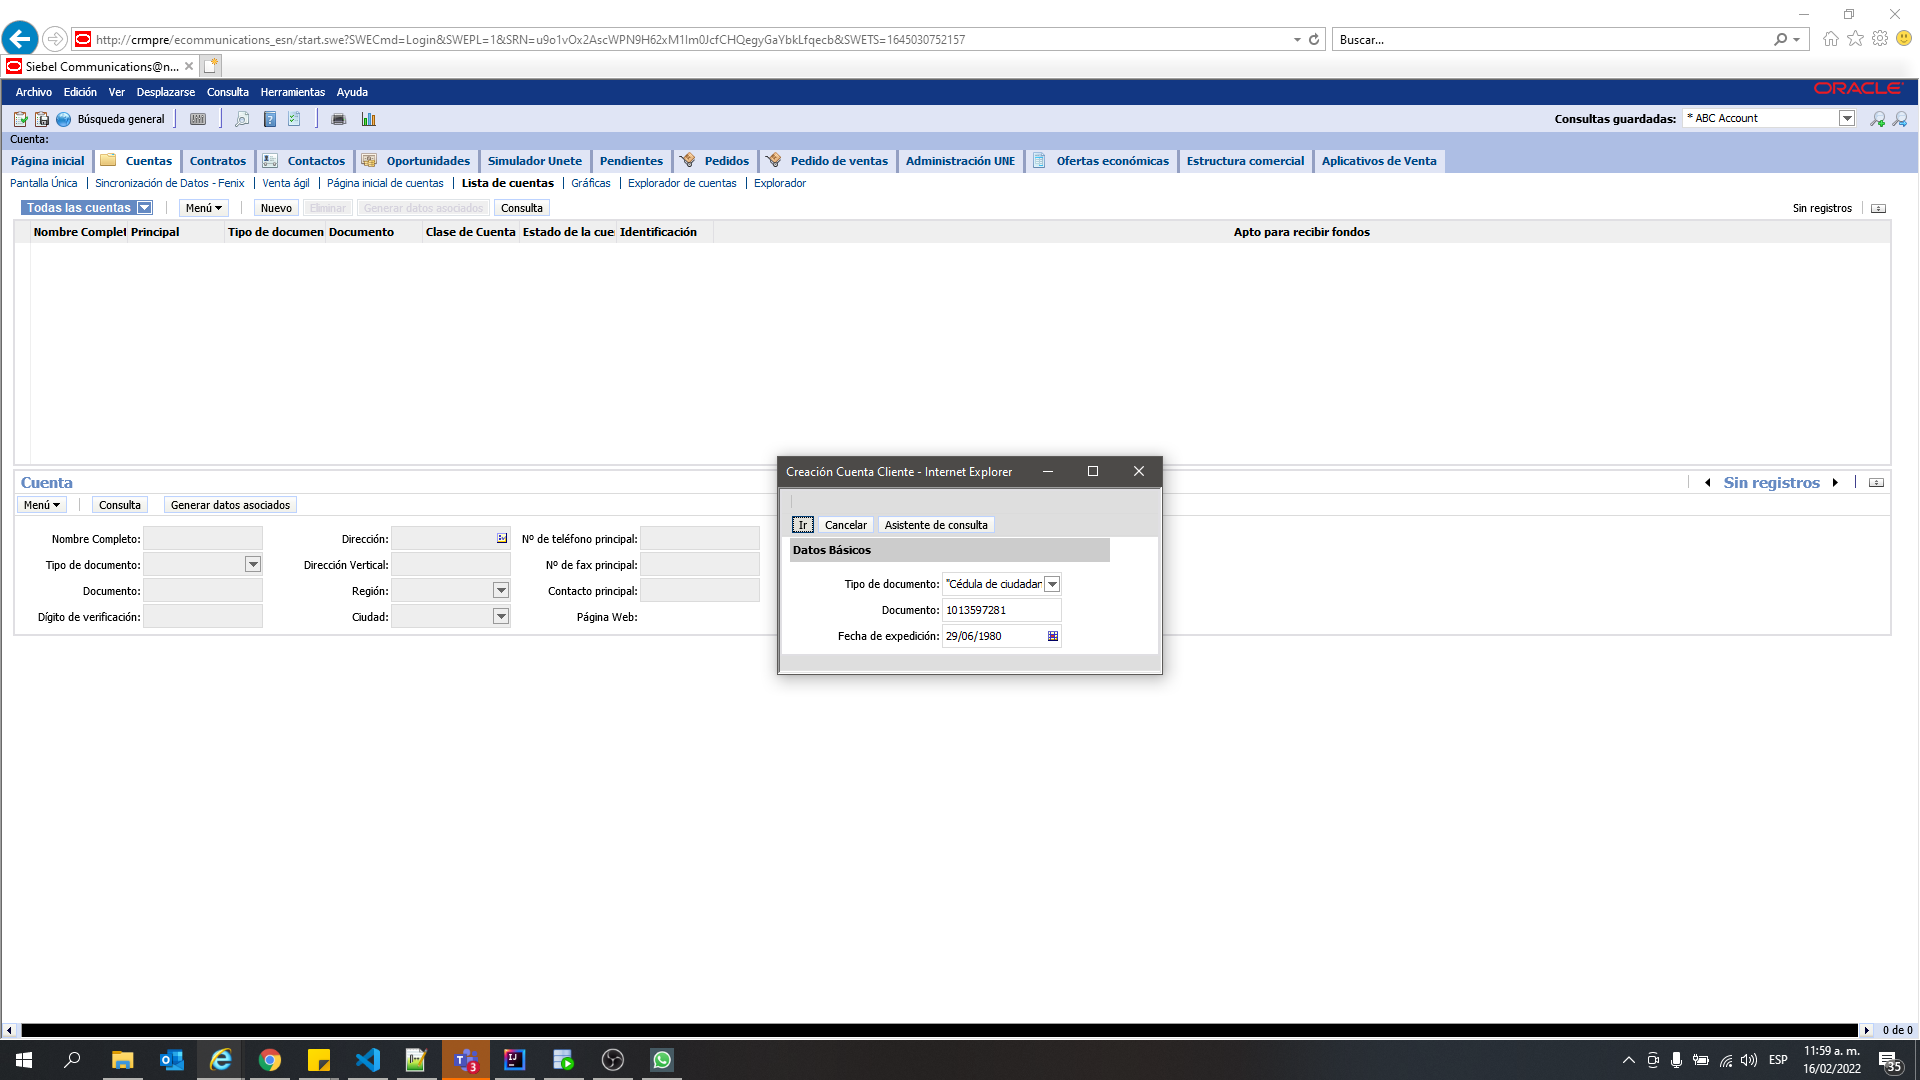 http://crmpre/ecommunications_esn/start.swe?SWECmd=Login&SWEPL=1&SRN=u9o1vOx2AscWPN9H62xM1Im0JcfCHQegyGaYbkLfqecb&SWETS=1645030752157
Buscar...
Siebel Communications@n...
Archivo Edición Ver Desplazarse Consulta Herramientas Ayuda
ORACLE
Búsqueda general
Consultas guardadas: * ABC Account
Cuenta:
Página inicial Cuentas Contratos Contactos Oportunidades Simulador Unete Pendientes Pedidos Pedido de ventas Administración UNE Ofertas económicas Estructura comercial Aplicativos de Venta
Pantalla Única Sincronización de Datos - Fenix Venta ágil Página inicial de cuentas Lista de cuentas Gráficas Explorador de cuentas Explorador
Todas las cuentas Menú Nuevo Eliminar Generar datos asociados Consulta Sin registros
Nombre Complet Principal Tipo de documen Documento Clase de Cuenta Estado de la cue Identificación Apto para recibir fondos
Creación Cuenta Cliente - Internet Explorer
Ir Cancelar Asistente de consulta
Datos Básicos
Tipo de documento: "Cédula de ciudadan
Documento: 1013597281
Fecha de expedición: 29/06/1980
Cuenta Sin registros
Menú Consulta Generar datos asociados
Nombre Completo: Dirección: Nº de teléfono principal:
Tipo de documento: Dirección Vertical: Nº de fax principal:
Documento: Región: Contacto principal:
Dígito de verificación: Ciudad: Página Web:
0 de 0
3
ESP
11:59 a. m.
16/02/2022
35